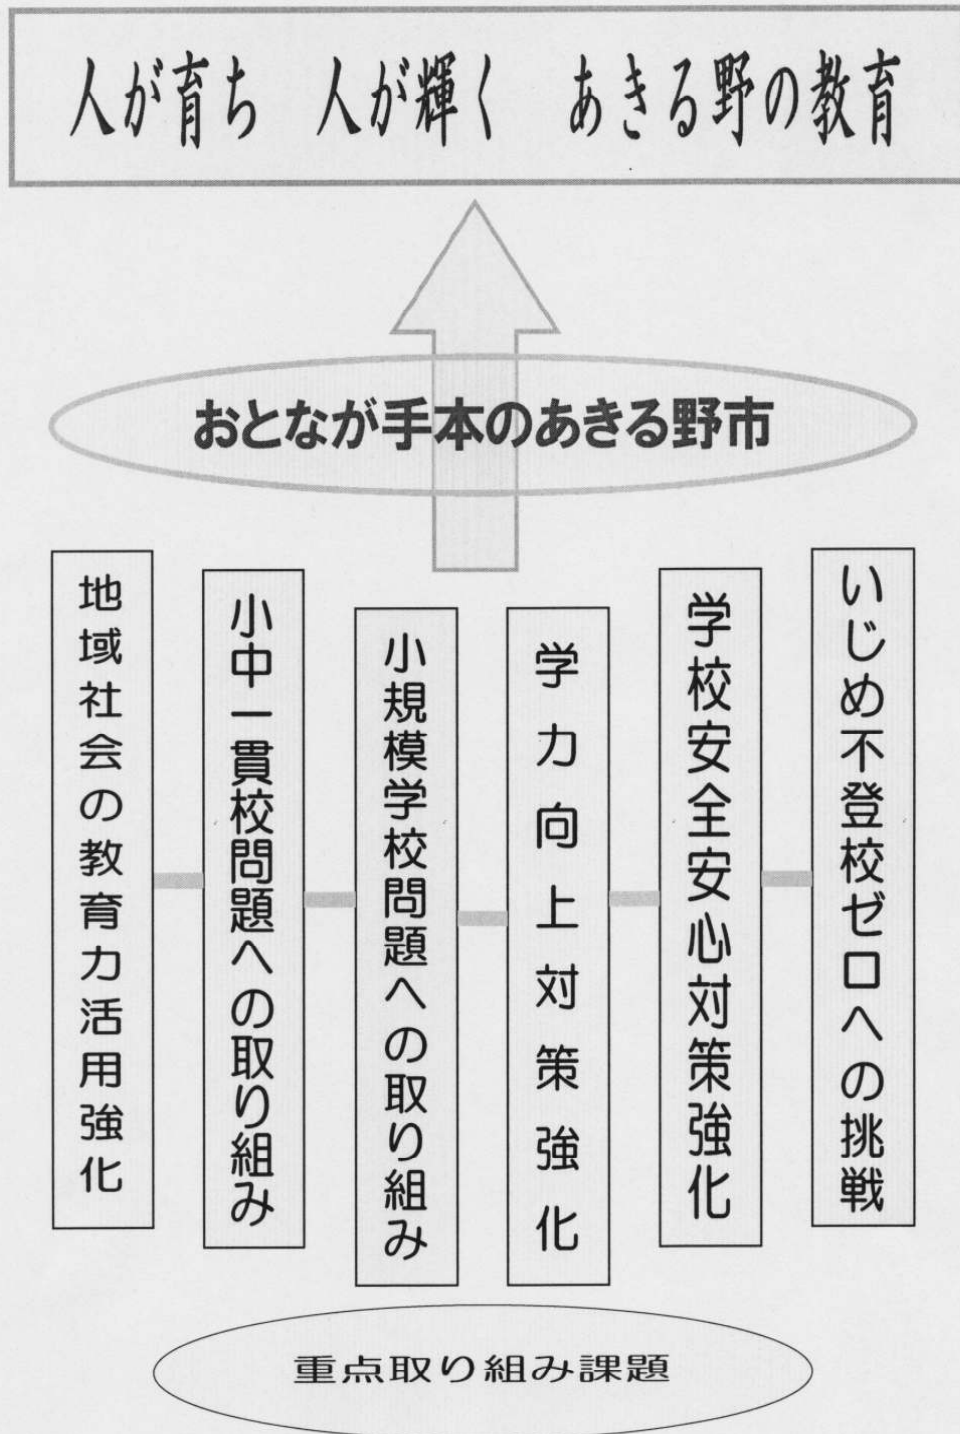 人が育ち　人が輝く　あきる野の教育
おとなが手本のあきる野市
いじめ不登校ゼロへの挑戦
学校安全安心対策強化
学力向上対策強化
小規模学校問題への取り組み
小中一貫校問題への取り組み
地域社会の教育力活用強化
重点取り組み課題